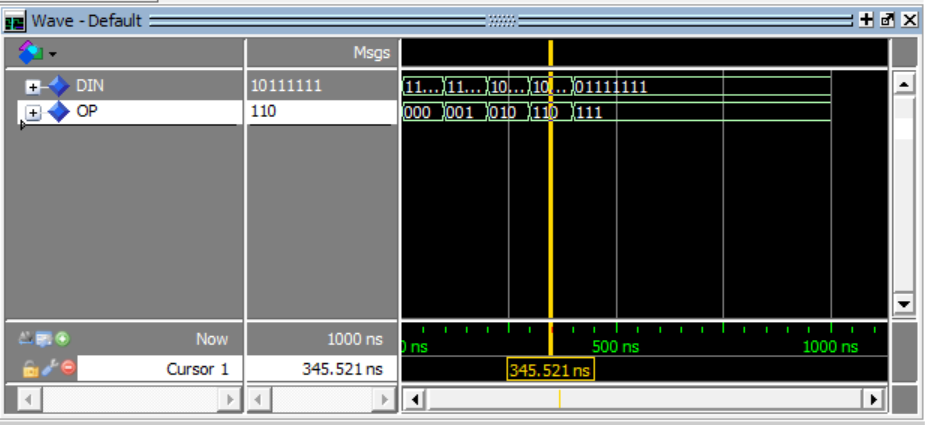 Wave - Default
Msgs
DIN 10111111 11... 11... 10... 10... 01111111
OP 110 000 001 010 110 111
Now 1000 ns ns 500 ns 1000 ns
Cursor 1 345.521 ns 345.521 ns